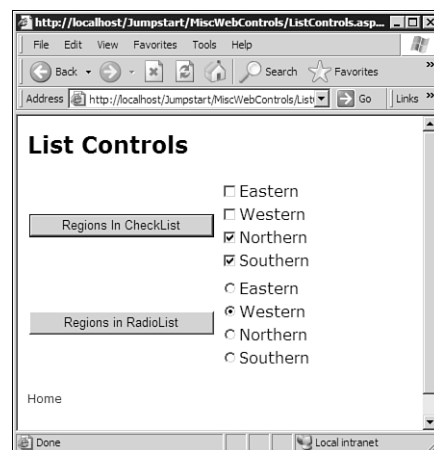 http://localhost/Jumpstart/MiscWebControls/ListControls.asp...
File Edit View Favorites Tools Help
Back Search Favorites »
Address http://localhost/Jumpstart/MiscWebControls/List Go Links »
List Controls
Regions In CheckList
Eastern
Western
Northern
Southern
Regions in RadioList
Eastern
Western
Northern
Southern
Home
Done Local intranet